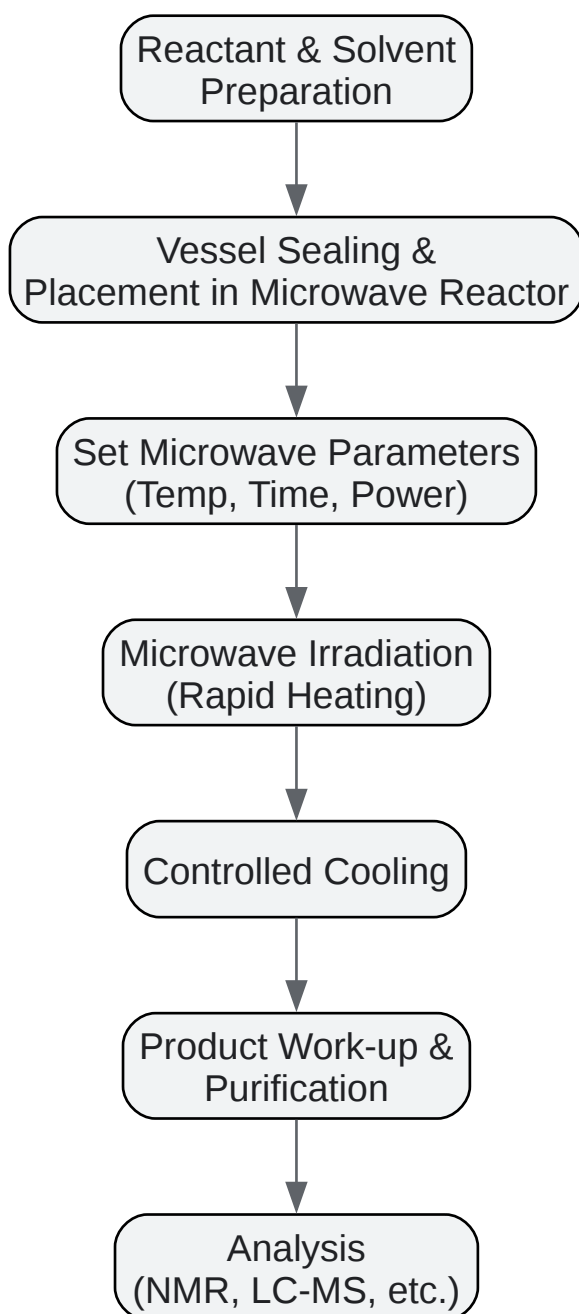 Reactant & Solvent
Preparation
Vessel Sealing &
Placement in Microwave Reactor
Set Microwave Parameters
(Temp, Time, Power)
Microwave Irradiation
(Rapid Heating)
Controlled Cooling
Product Work-up &
Purification
Analysis
(NMR, LC-MS, etc.)